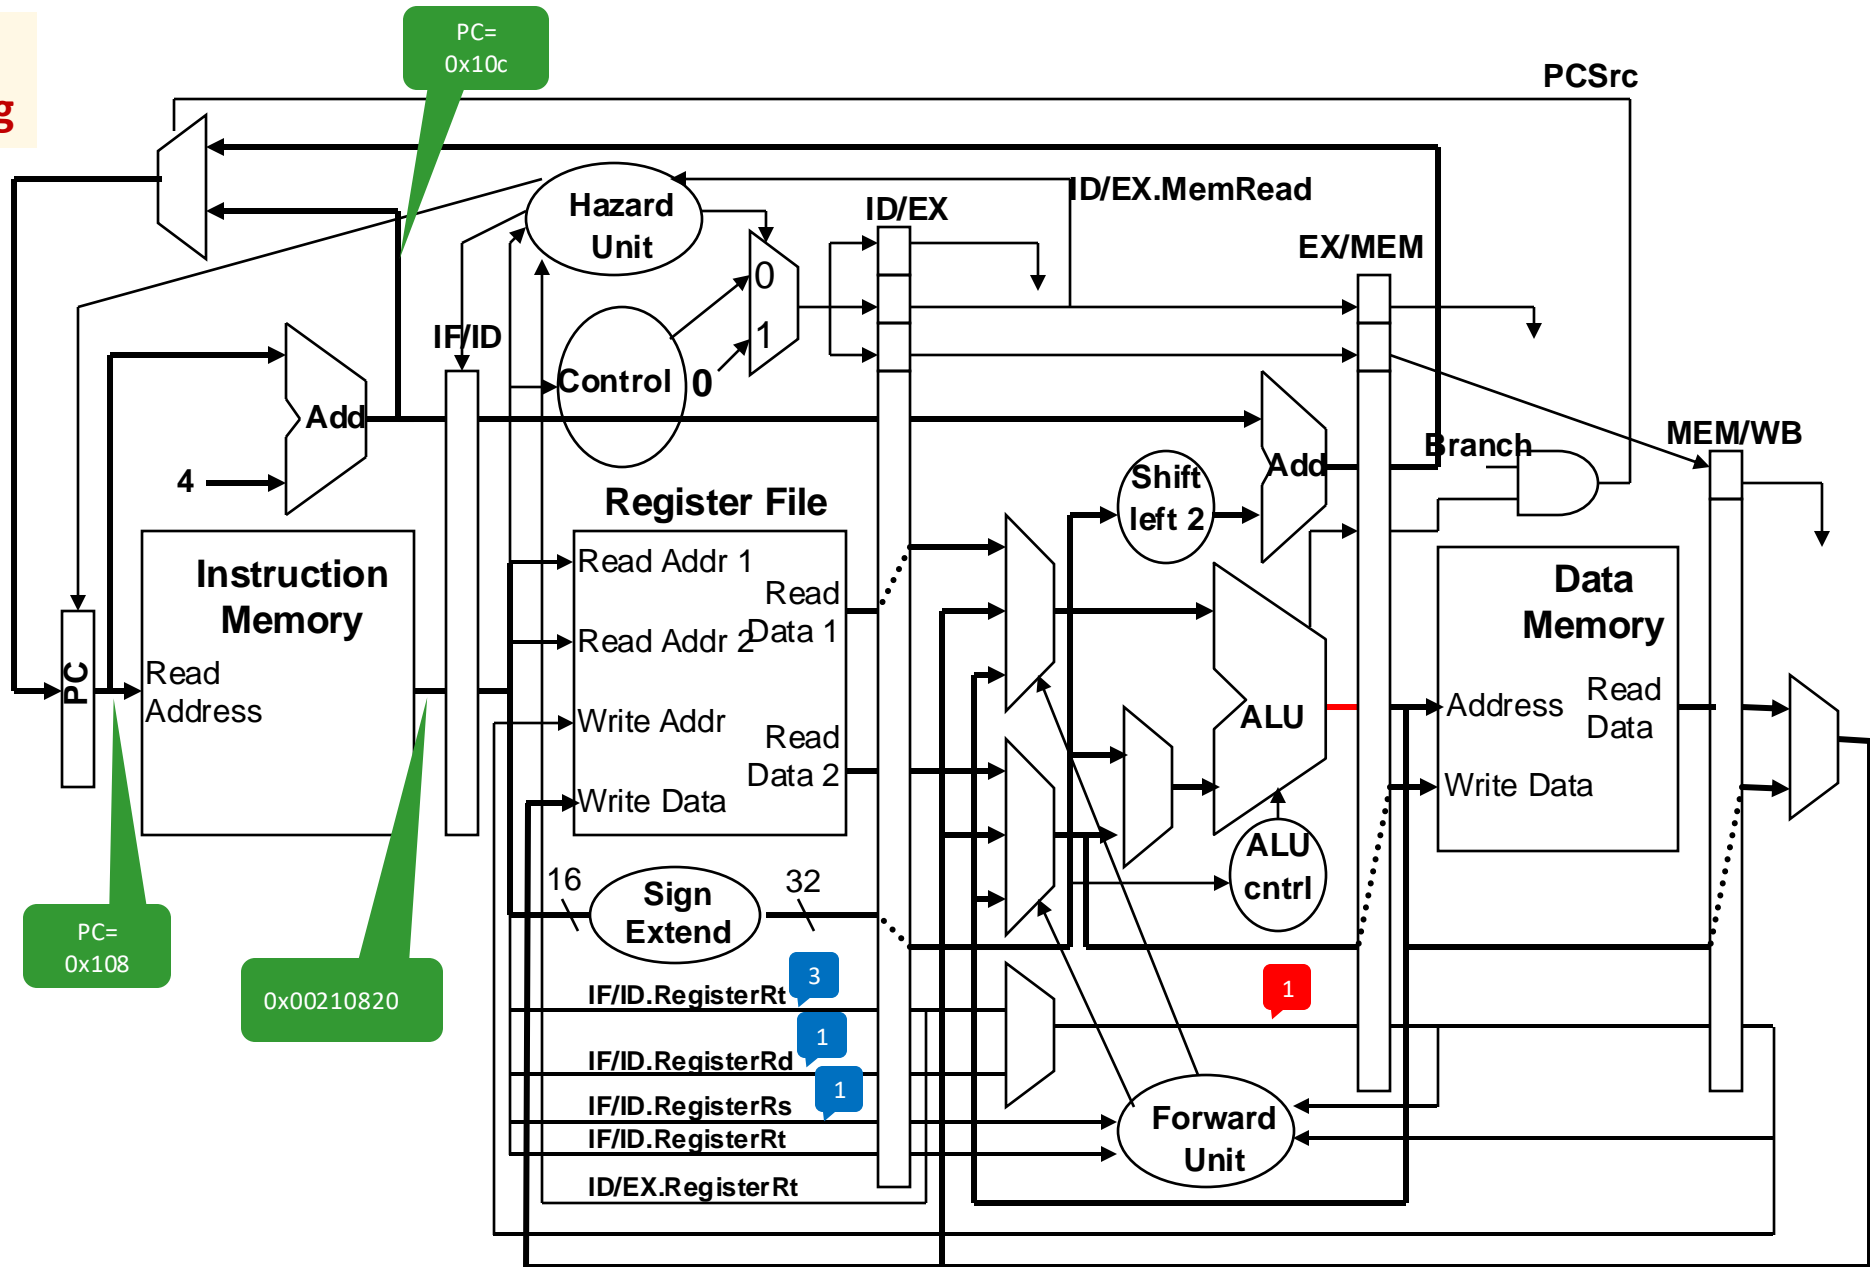 g
PC=
0x10c
PCSrc
Hazard
Unit
ID/EX.MemRead
ID/EX
EX/MEM
0
1
IF/ID
Control
0
Add
4
Branch
MEM/WB
Shift
left 2
Add
Register File
Instruction
Memory
Read Addr 1
Read
Data 1
Read Addr 2
Data
Memory
PC
Read
Address
Write Addr
Read
Data 2
Write Data
ALU
Address
Read
Data
Write Data
ALU
cntrl
16
Sign
Extend
32
PC=
0x108
0x00210820
IF/ID.RegisterRt
3
1
1
IF/ID.RegisterRd
1
IF/ID.RegisterRs
IF/ID.RegisterRt
Forward
Unit
ID/EX.RegisterRt